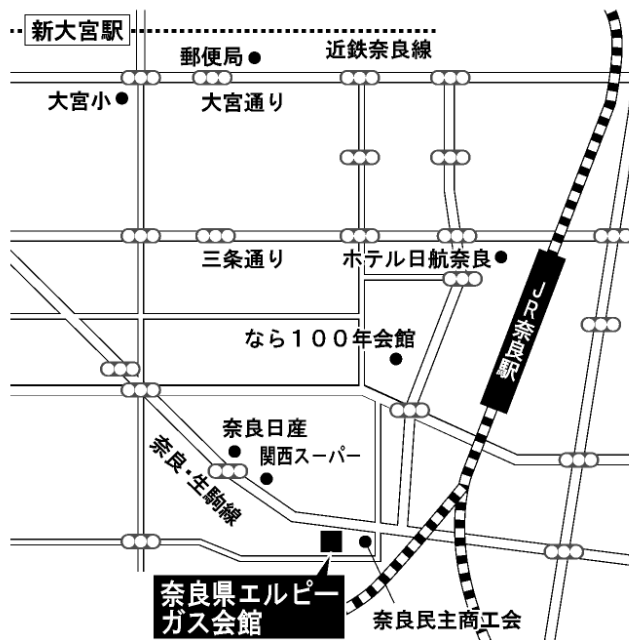 新大宮駅
郵便局
近鉄奈良線
大宮小
大宮通り
三条通り
ホテル日航奈良
JR奈良駅
なら100年会館
奈良日産
関西スーパー
奈良・生駒線
奈良県エルピー
ガス会館
奈良民主商工会